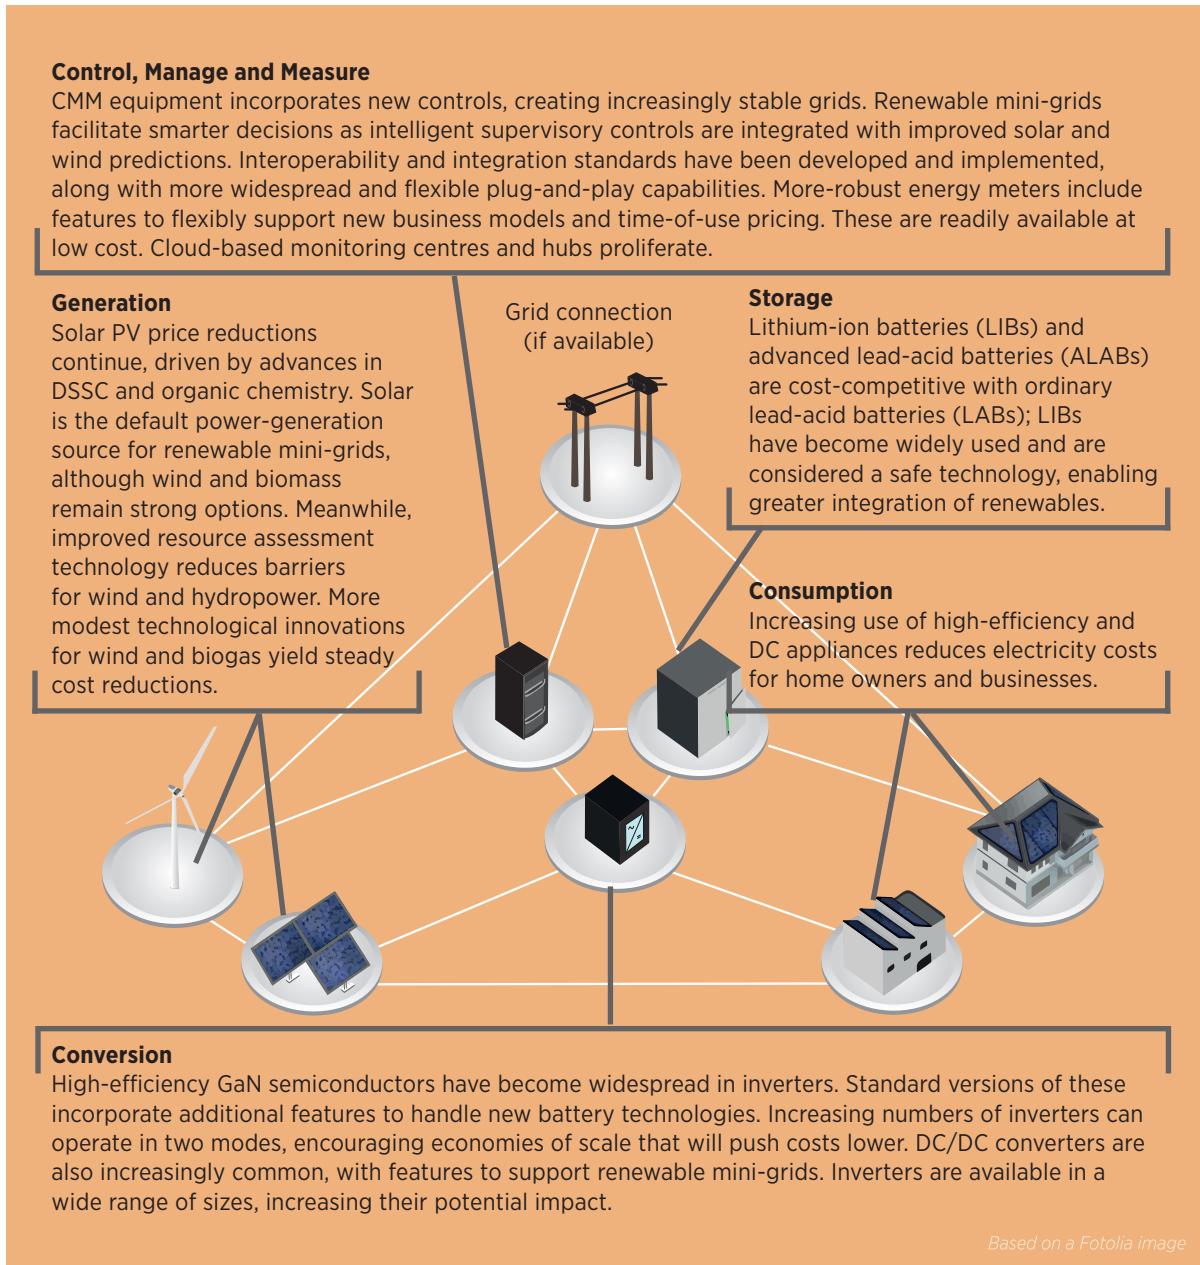 Control, Manage and Measure
CMM equipment incorporates new controls, creating increasingly stable grids. Renewable mini-grids
facilitate smarter decisions as intelligent supervisory controls are integrated with improved solar and
wind predictions. Interoperability and integration standards have been developed and implemented,
along with more widespread and flexible plug-and-play capabilities. More-robust energy meters include
features to flexibly support new business models and time-of-use pricing. These are readily available at
low cost. Cloud-based monitoring centres and hubs proliferate.
Generation
Solar PV price reductions
continue, driven by advances in
DSSC and organic chemistry. Solar
is the default power-generation
source for renewable mini-grids,
although wind and biomass
remain strong options. Meanwhile,
improved resource assessment
technology reduces barriers
for wind and hydropower. More
modest technological innovations
for wind and biogas yield steady
cost reductions.
Grid connection
(if available)
Storage
Lithium-ion batteries (LIBs) and
advanced lead-acid batteries (ALABs)
are cost-competitive with ordinary
lead-acid batteries (LABs); LIBs
have become widely used and are
considered a safe technology, enabling
greater integration of renewables.
Consumption
Increasing use of high-efficiency and
DC appliances reduces electricity costs
for home owners and businesses.
Conversion
High-efficiency GaN semiconductors have become widespread in inverters. Standard versions of these
incorporate additional features to handle new battery technologies. Increasing numbers of inverters can
operate in two modes, encouraging economies of scale that will push costs lower. DC/DC converters are
also increasingly common, with features to support renewable mini-grids. Inverters are available in a
wide range of sizes, increasing their potential impact.
Based on a Fotolia image